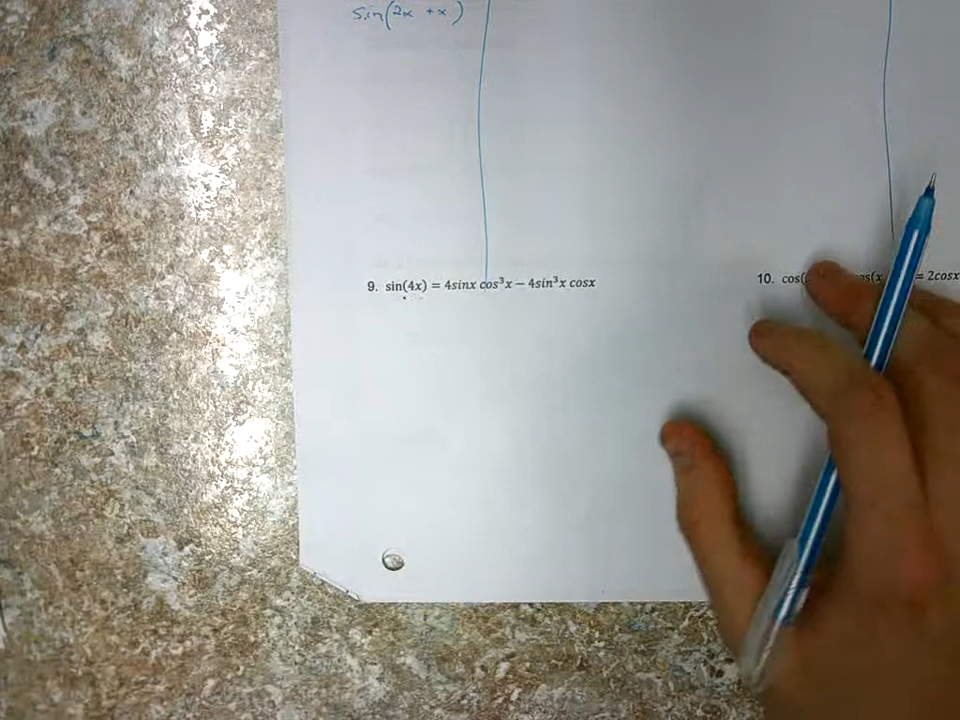 sin(2x + x)
9. sin(4x) = 4sinx cos³x − 4sin³x cosx
10. cos( = 2cosx